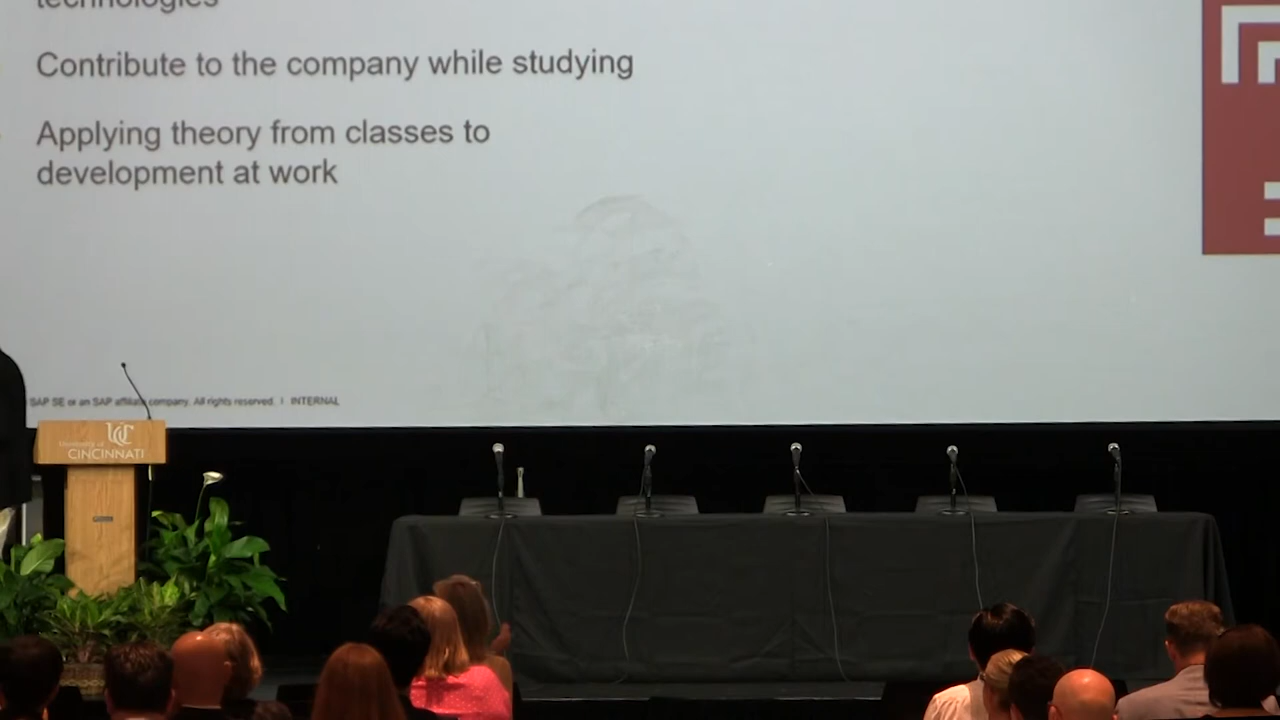 technologies
Contribute to the company while studying
Applying theory from classes to
development at work
SAP SE or an SAP affiliate company. All rights reserved. | INTERNAL
University of
UC
CINCINNATI